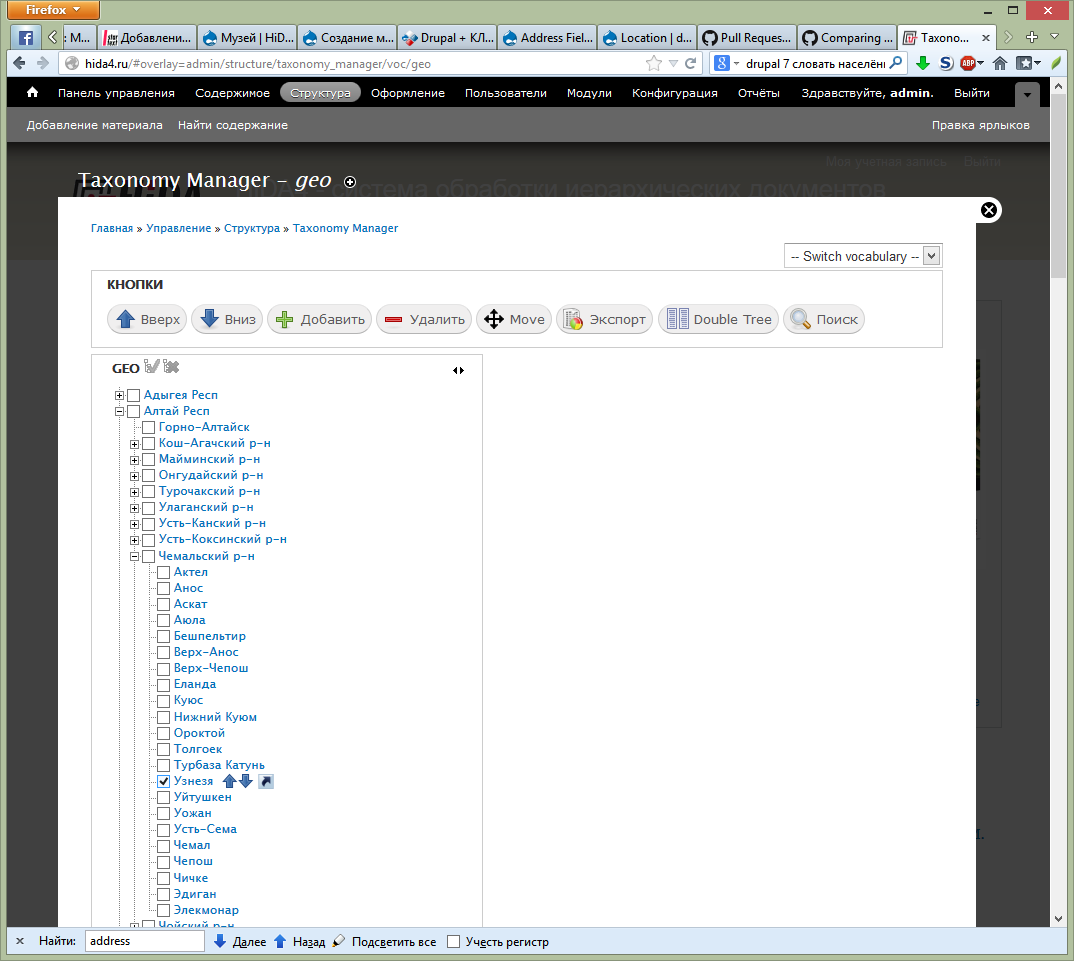 Firefox
: М...
Добавлени...
Музей | HiD...
Создание м...
Drupal + КЛ...
Address Fiel...
Location | d...
Pull Reques...
Comparing ...
Taxono...
hida4.ru/#overlay=admin/structure/taxonomy_manager/voc/geo
drupal 7 словать населён
Панель управления Содержимое Структура Оформление Пользователи Модули Конфигурация Отчёты Здравствуйте, admin. Выйти
Добавление материала Найти содержание Правка ярлыков
Моя учетная запись Выйти
система обработки иерархических документов
Taxonomy Manager – geo
Главная » Управление » Структура » Taxonomy Manager
-- Switch vocabulary --
КНОПКИ
Вверх Вниз Добавить Удалить Move Экспорт Double Tree Поиск
GEO
Адыгея Респ
Алтай Респ
Горно-Алтайск
Кош-Агачский р-н
Майминский р-н
Онгудайский р-н
Турочакский р-н
Улаганский р-н
Усть-Канский р-н
Усть-Коксинский р-н
Чемальский р-н
Актел
Анос
Аскат
Аюла
Бешпельтир
Верх-Анос
Верх-Чепош
Еланда
Куюс
Нижний Куюм
Ороктой
Толгоек
Турбаза Катунь
Узнезя
Уйтушкен
Уожан
Усть-Сема
Чемал
Чепош
Чичке
Эдиган
Элекмонар
Чойский р-н
Найти: address Далее Назад Подсветить все Учесть регистр